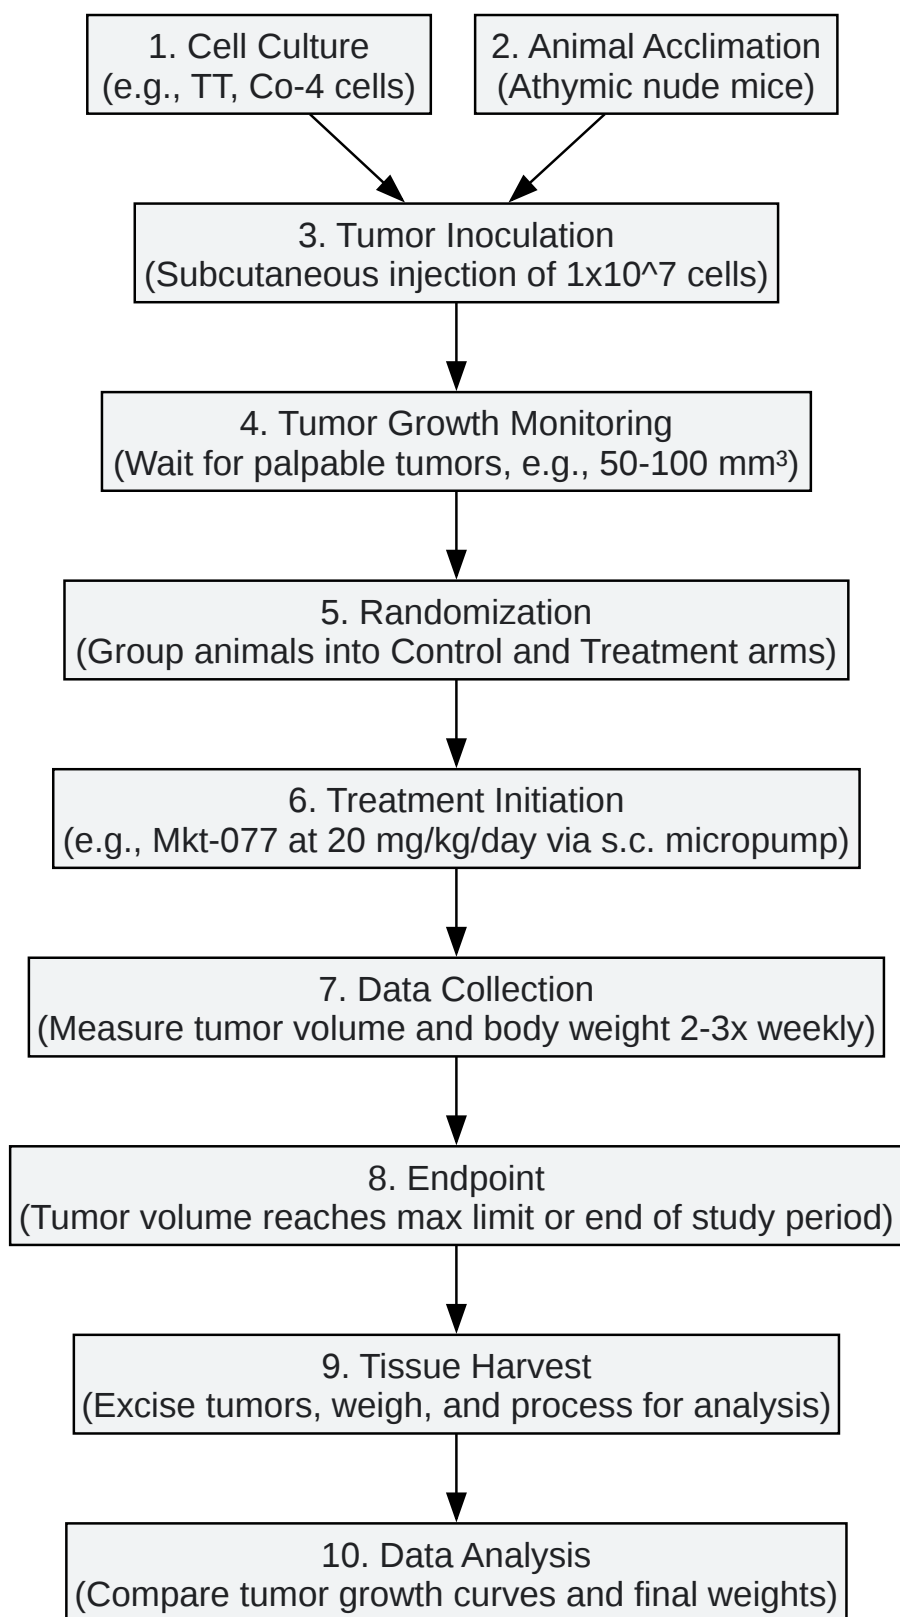 1. Cell Culture
(e.g., TT, Co-4 cells)
2. Animal Acclimation
(Athymic nude mice)
3. Tumor Inoculation
(Subcutaneous injection of 1x10^7 cells)
4. Tumor Growth Monitoring
(Wait for palpable tumors, e.g., 50-100 mm³)
5. Randomization
(Group animals into Control and Treatment arms)
6. Treatment Initiation
(e.g., Mkt-077 at 20 mg/kg/day via s.c. micropump)
7. Data Collection
(Measure tumor volume and body weight 2-3x weekly)
8. Endpoint
(Tumor volume reaches max limit or end of study period)
9. Tissue Harvest
(Excise tumors, weigh, and process for analysis)
10. Data Analysis
(Compare tumor growth curves and final weights)